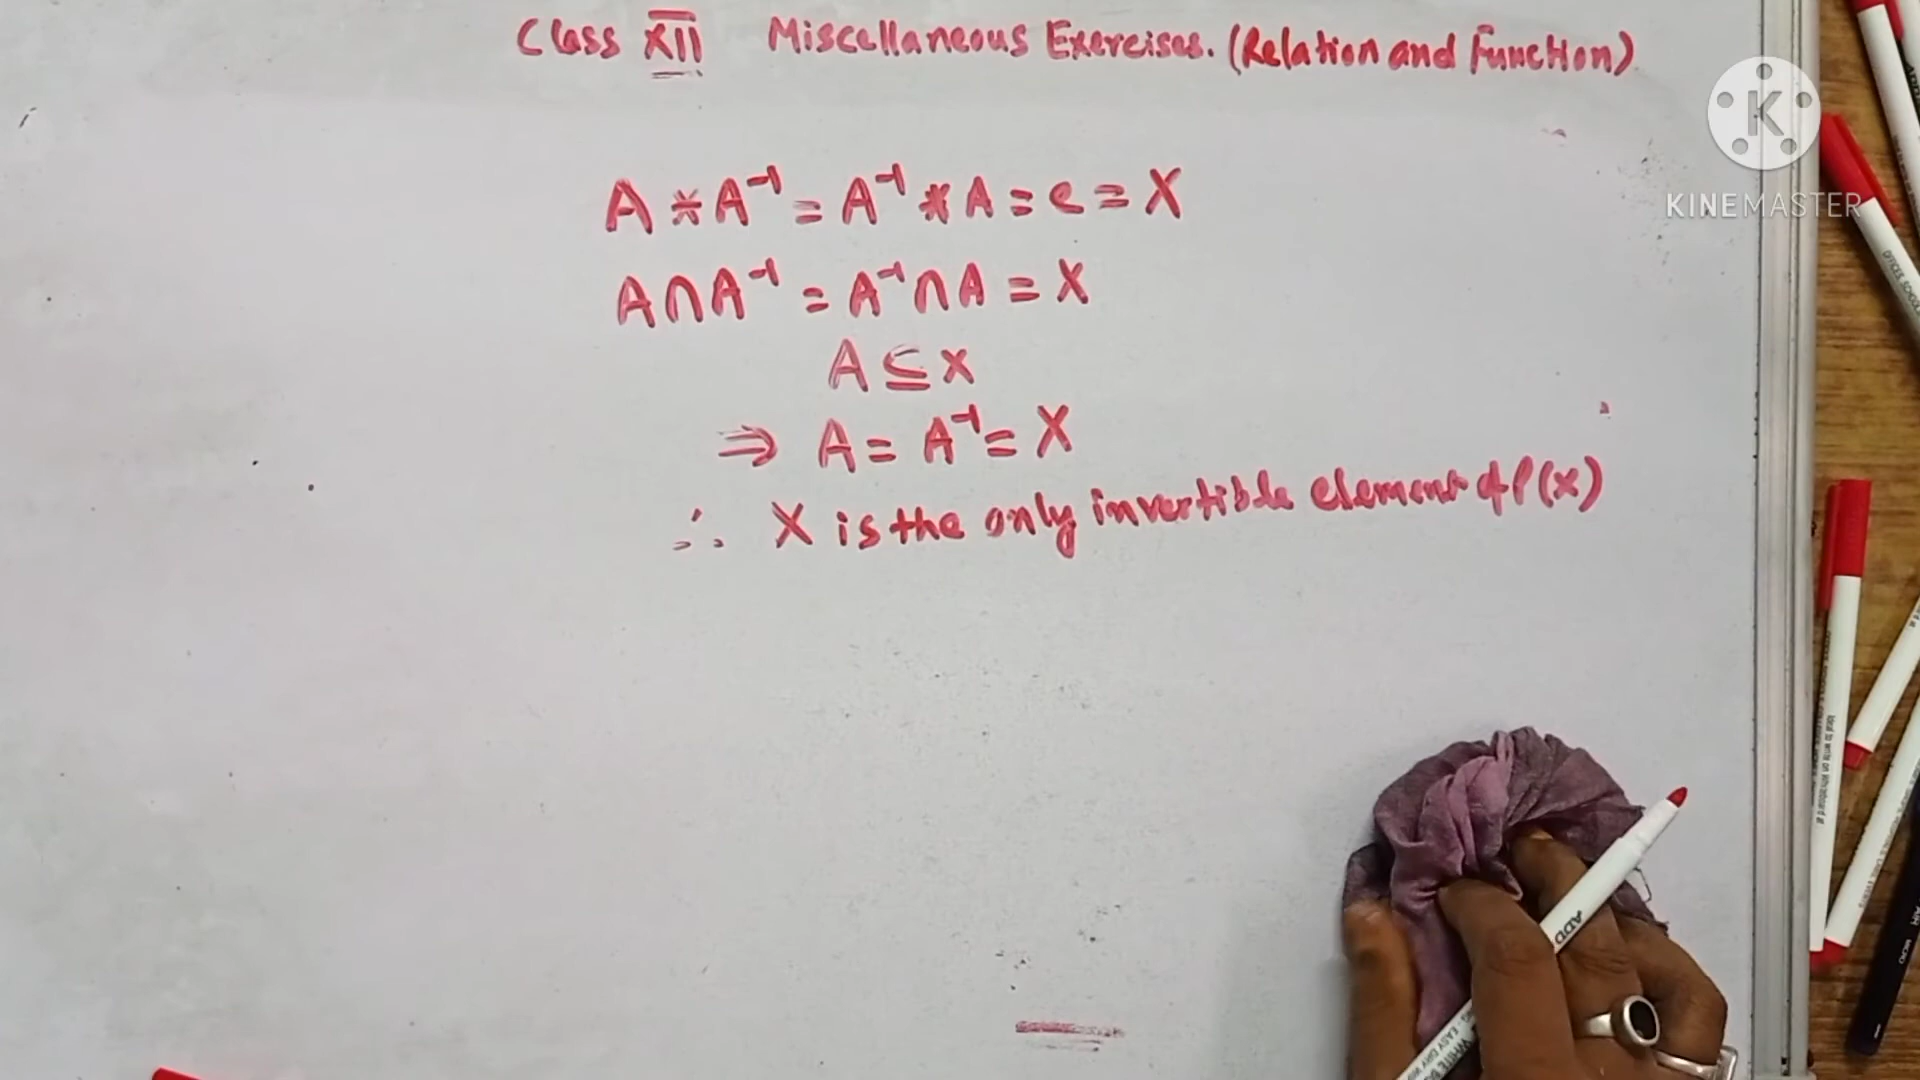 Class XII Miscellaneous Exercises. (Relation and Function)
K
KINEMASTER
A * A⁻¹ = A⁻¹ * A = e = X
A ∩ A⁻¹ = A⁻¹ ∩ A = X
A ⊆ X
⇒ A = A⁻¹ = X
∴ X is the only invertible element of P(X)
ADD